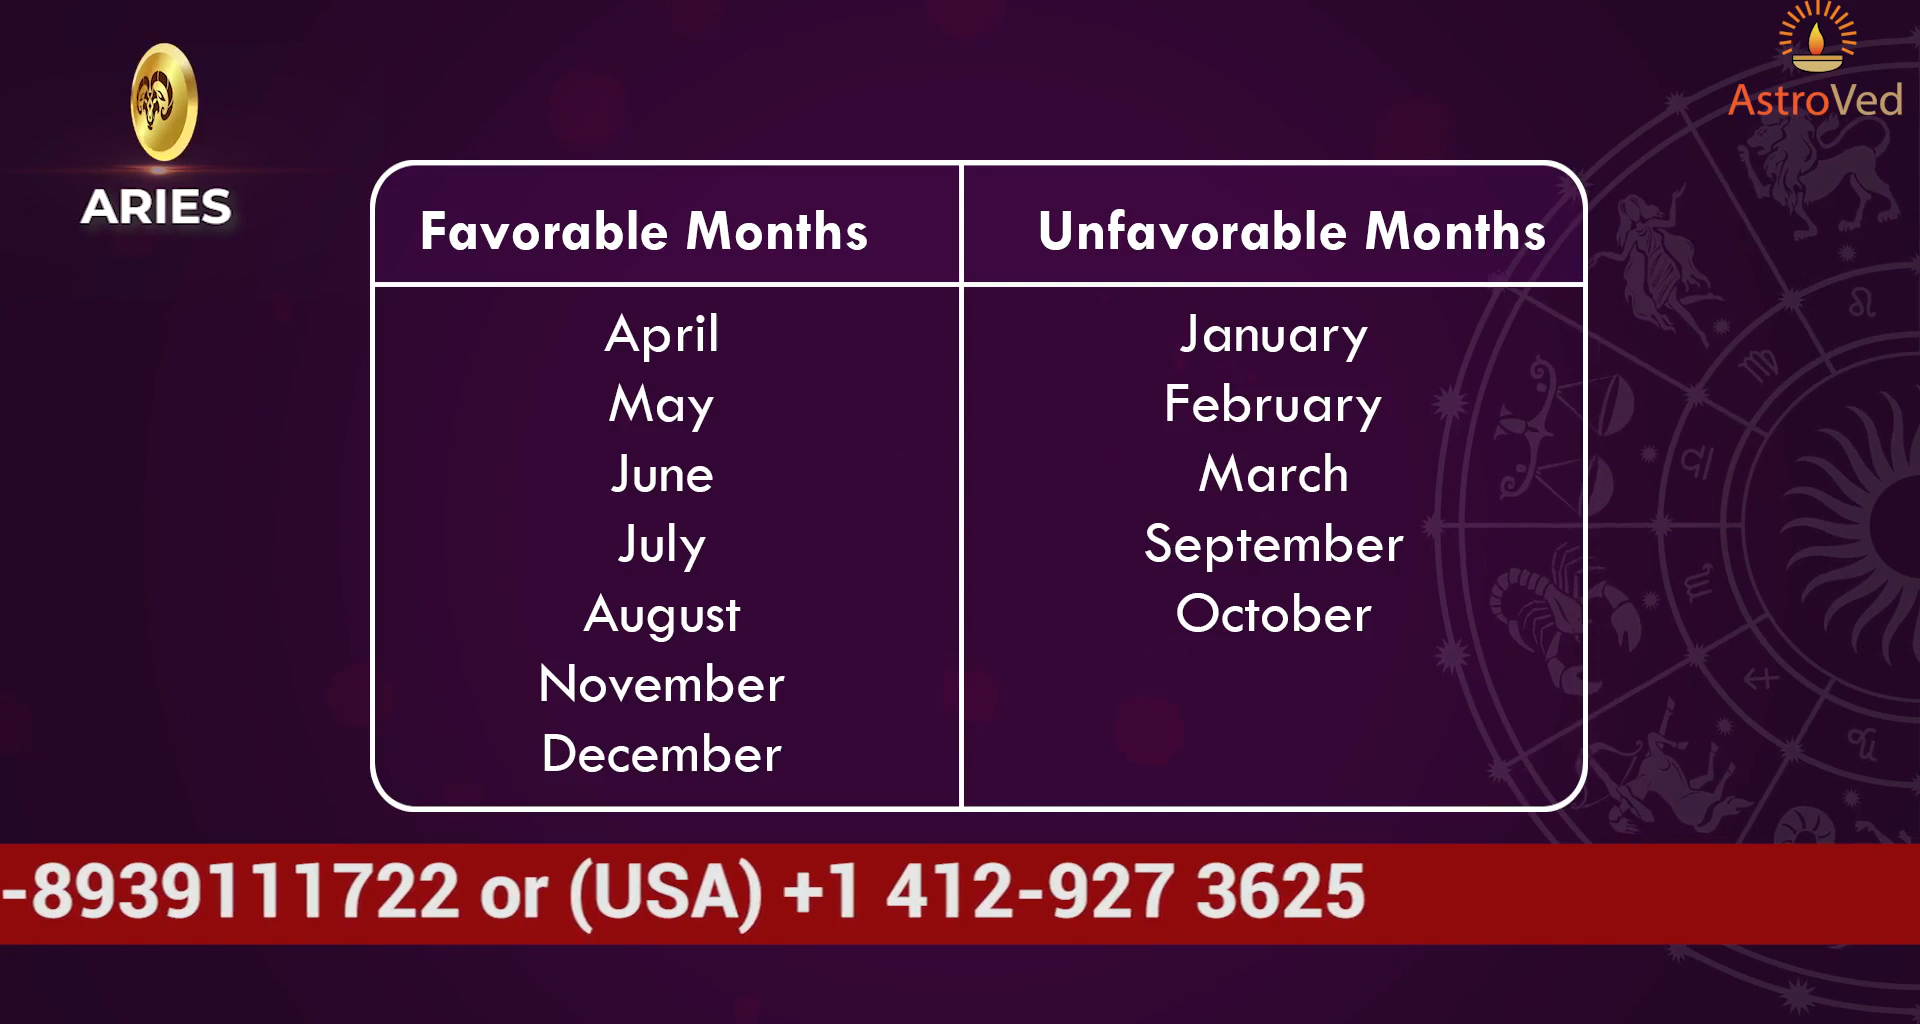 AstroVed
ARIES
Favorable Months
Unfavorable Months
April
May
June
July
August
November
December
January
February
March
September
October
-8939111722 or (USA) +1 412-927 3625